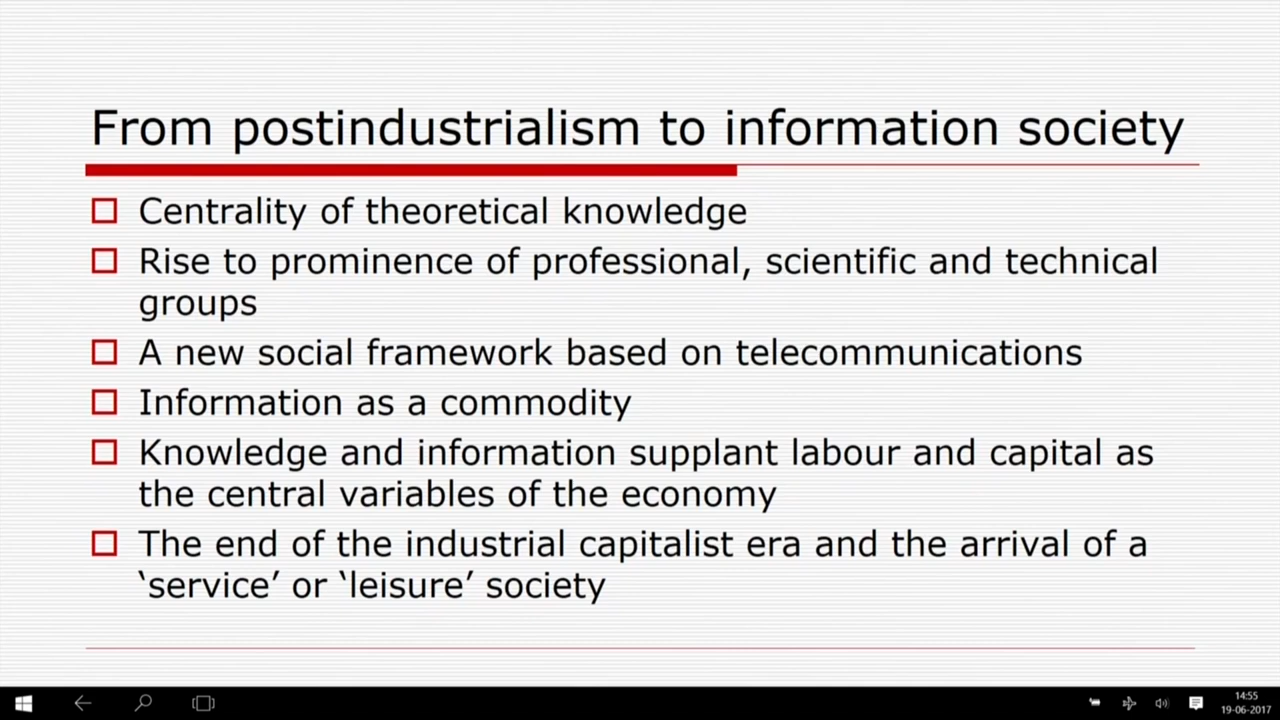 From postindustrialism to information society
Centrality of theoretical knowledge
Rise to prominence of professional, scientific and technical
groups
A new social framework based on telecommunications
Information as a commodity
Knowledge and information supplant labour and capital as
the central variables of the economy
The end of the industrial capitalist era and the arrival of a
‘service’ or ‘leisure’ society
14:55
19-06-2017